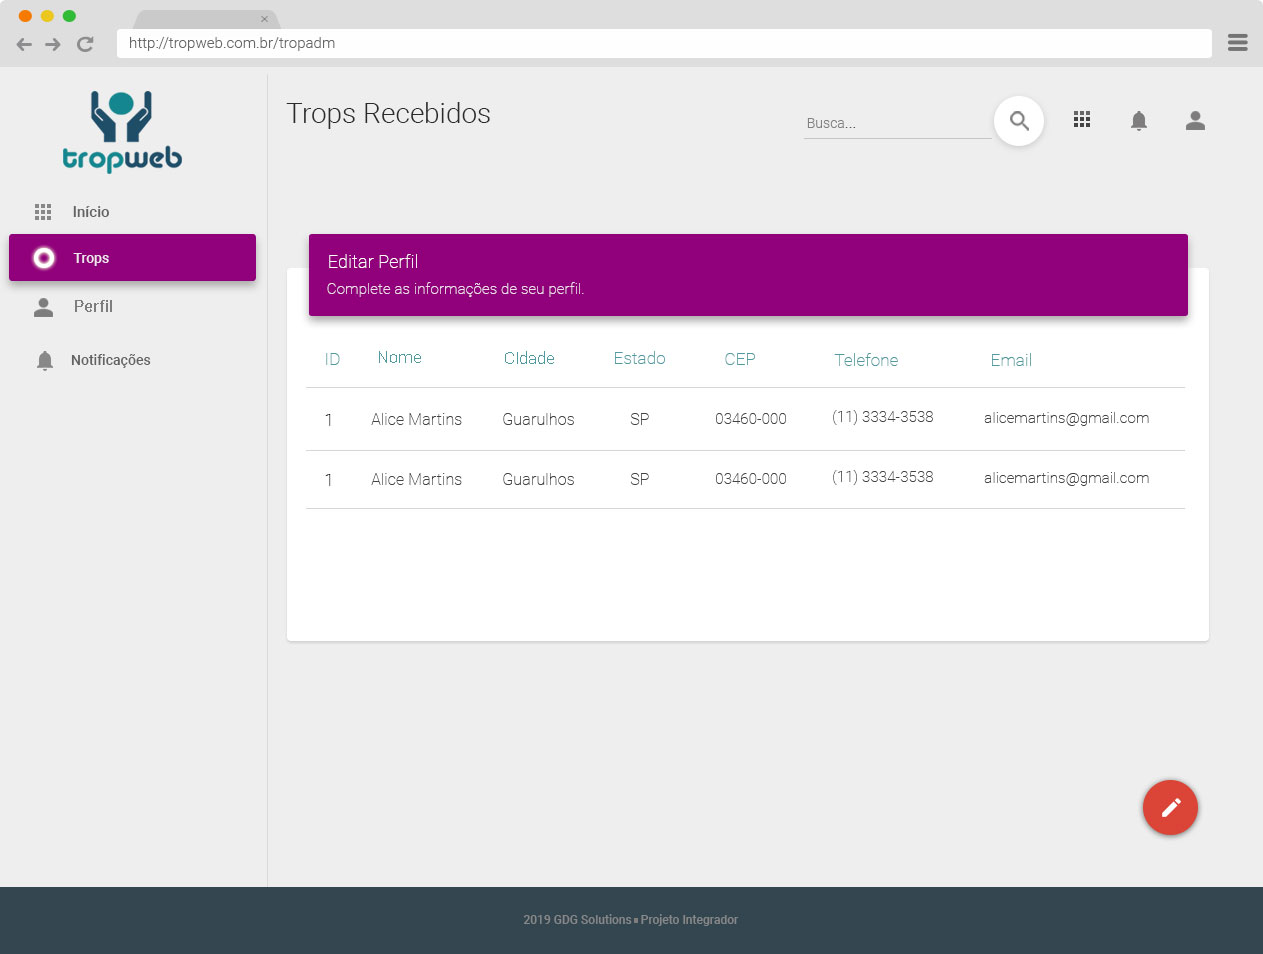 http://tropweb.com.br/tropadm
tropweb
Trops Recebidos
Busca...
Início
Trops
Perfil
Notificações
Editar Perfil
Complete as informações de seu perfil.
ID Nome CIdade Estado CEP Telefone Email
1 Alice Martins Guarulhos SP 03460-000 (11) 3334-3538 alicemartins@gmail.com
1 Alice Martins Guarulhos SP 03460-000 (11) 3334-3538 alicemartins@gmail.com
2019 GDG Solutions▪Projeto Integrador